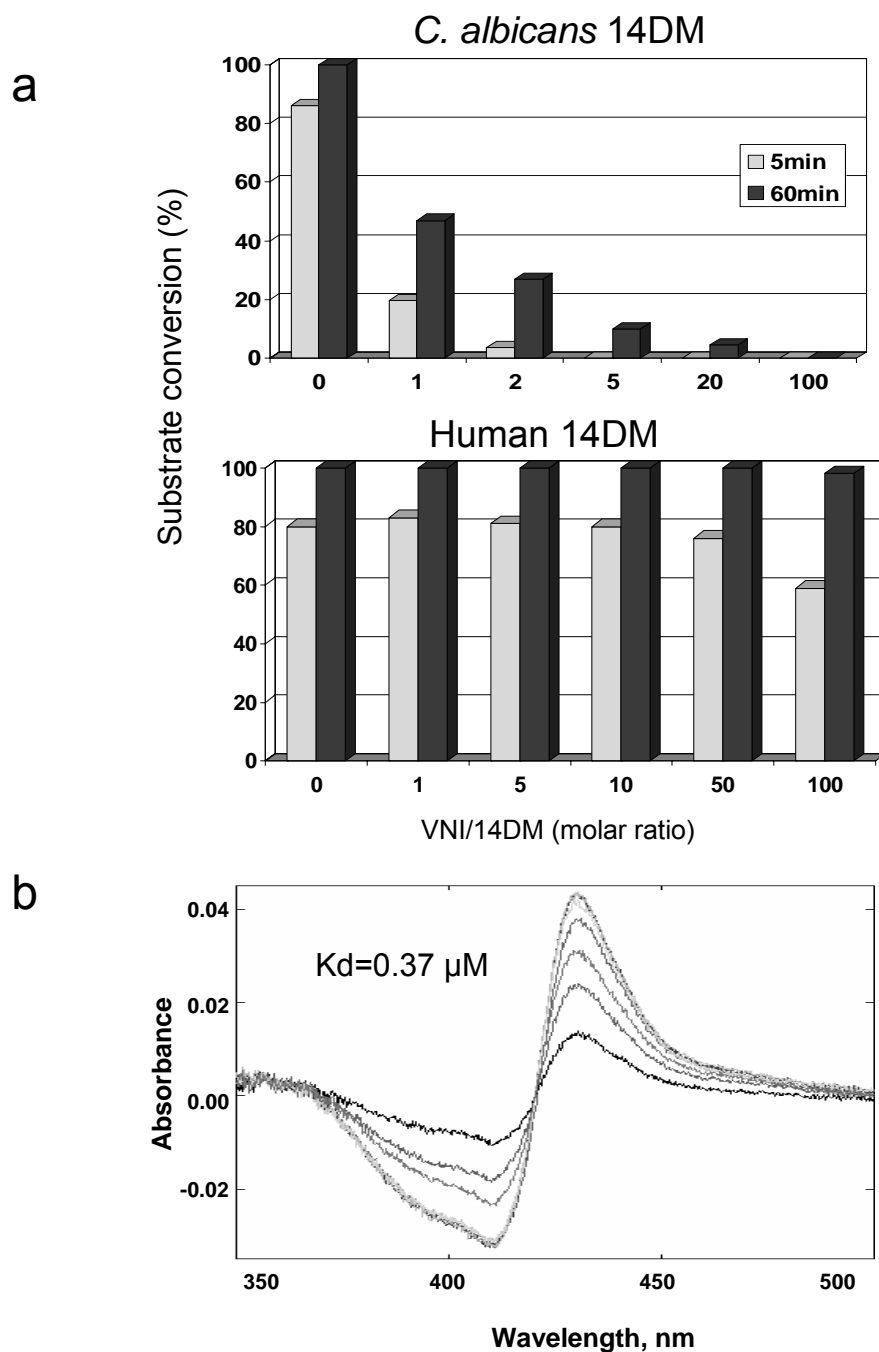 a
C. albicans 14DM
Substrate conversion (%)
100
80
60
40
20
0
5min
60min
0 1 2 5 20 100
Human 14DM
100
80
60
40
20
0
0 1 5 10 50 100
VNI/14DM (molar ratio)
b
Absorbance
0.04
0.02
0.00
-0.02
Kd=0.37 µM
350 400 450 500
Wavelength, nm